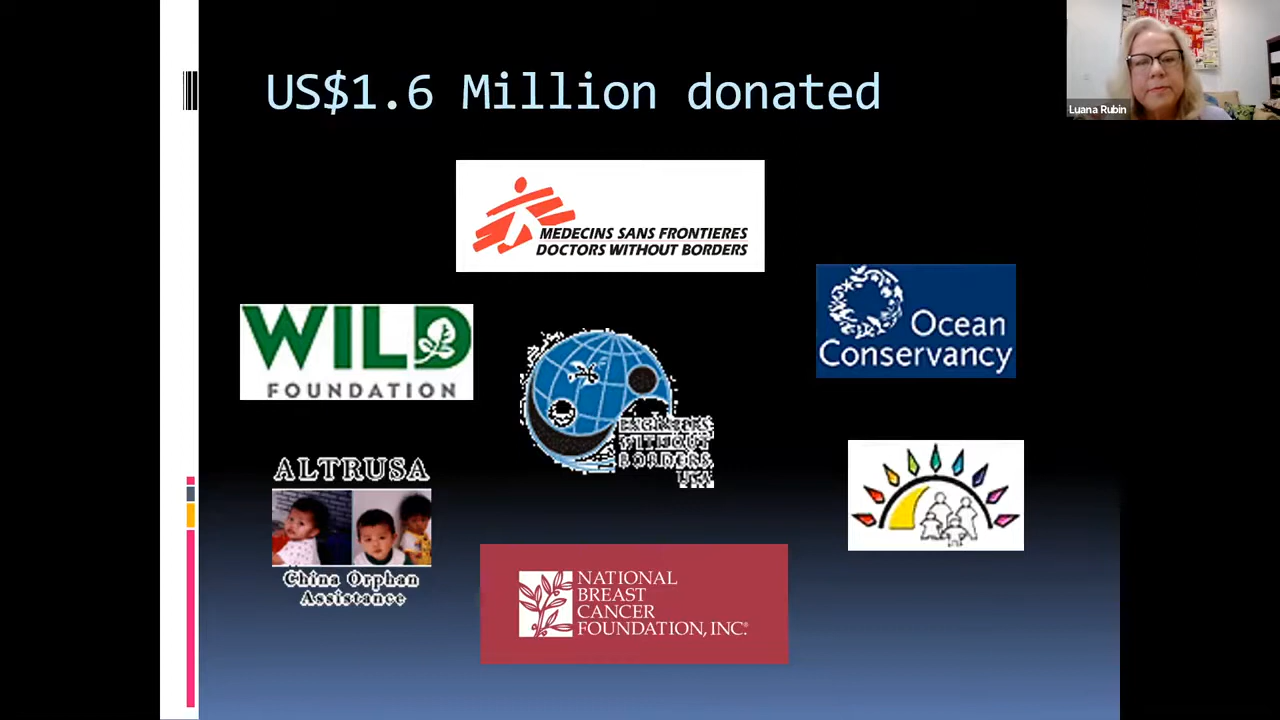 US$1.6 Million donated
Luana Rubin
MEDECINS SANS FRONTIERES
DOCTORS WITHOUT BORDERS
WILD
FOUNDATION
Ocean
Conservancy
ENGINEERS
WITHOUT
BORDERS
USA
ALTRUSA
China Orphan
Assistance
NATIONAL
BREAST
CANCER
FOUNDATION, INC.®